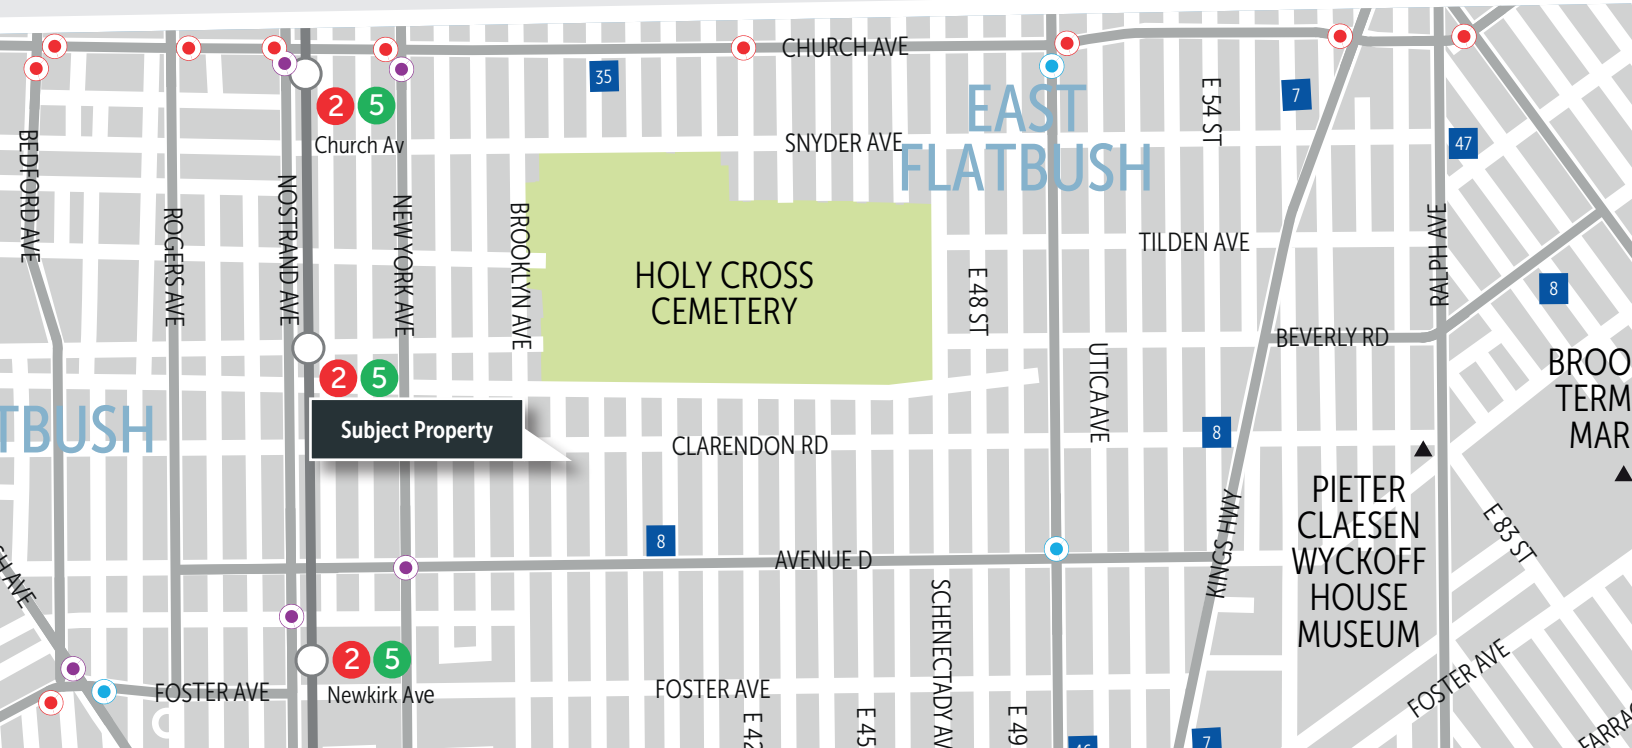 CHURCH AVE
35
2 5
Church Av
EAST
FLATBUSH
E 54 ST
7
47
SNYDER AVE
BEDFORD AVE
ROGERS AVE
NOSTRAND AVE
NEW YORK AVE
BROOKLYN AVE
HOLY CROSS
CEMETERY
E 48 ST
TILDEN AVE
RALPH AVE
8
BEVERLY RD
UTICA AVE
2 5
Subject Property
TBUSH
CLARENDON RD
8
BROO
TERM
MAR
PIETER
CLAESEN
WYCKOFF
HOUSE
MUSEUM
KINGS HWY
E 83 ST
8
AVENUE D
H AVE
SCHENECTADY AV
2 5
Newkirk Ave
FOSTER AVE
FOSTER AVE
FOSTER AVE
E 42
E 45
E 49
46
7
FARRAG